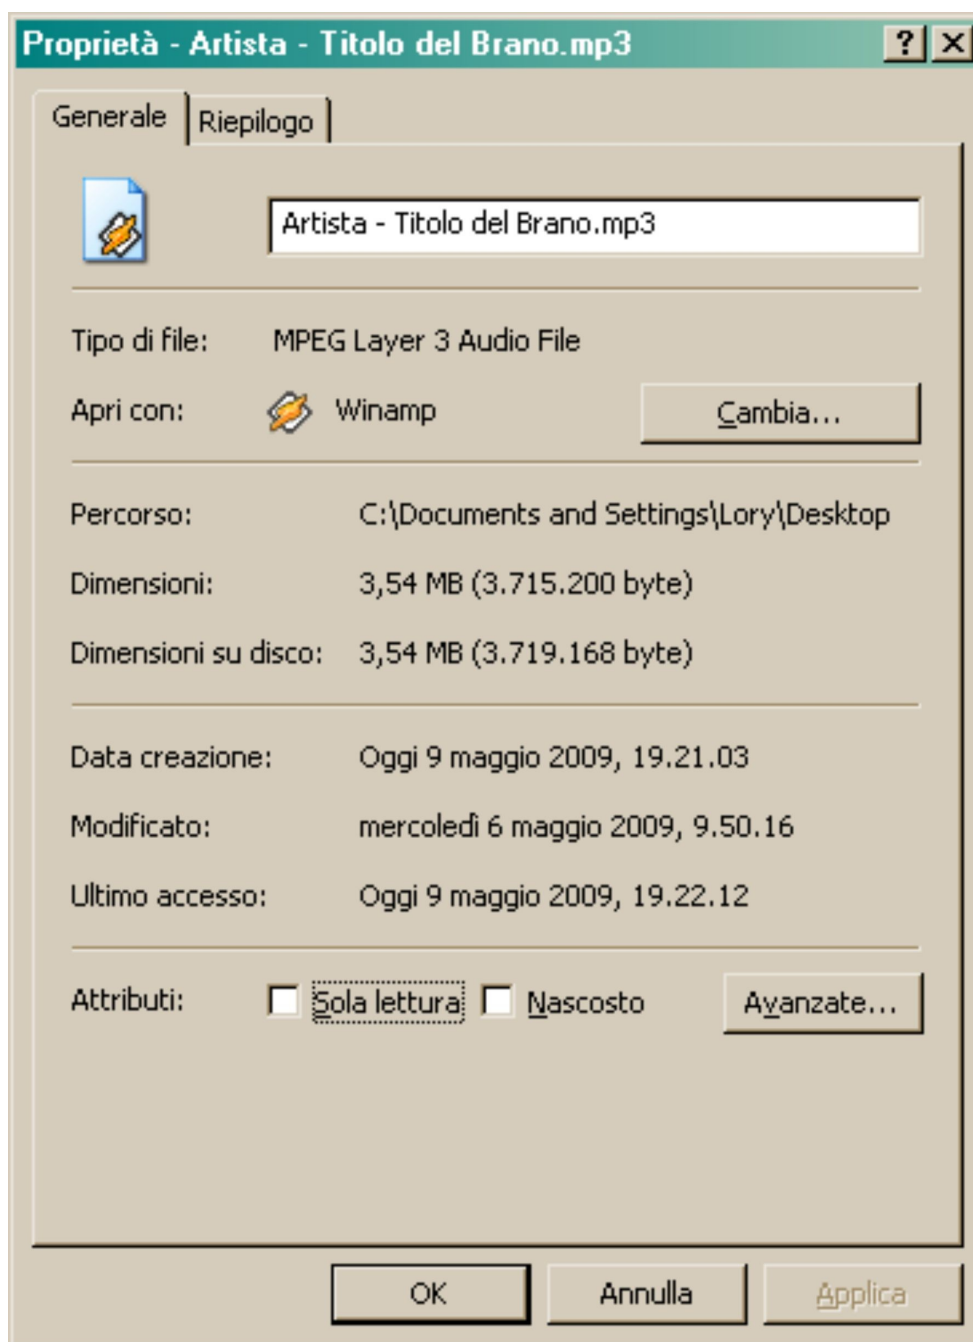 Proprietà - Artista - Titolo del Brano.mp3
Generale Riepilogo
Artista - Titolo del Brano.mp3
Tipo di file: MPEG Layer 3 Audio File
Apri con: Winamp Cambia...
Percorso: C:\Documents and Settings\Lory\Desktop
Dimensioni: 3,54 MB (3.715.200 byte)
Dimensioni su disco: 3,54 MB (3.719.168 byte)
Data creazione: Oggi 9 maggio 2009, 19.21.03
Modificato: mercoledì 6 maggio 2009, 9.50.16
Ultimo accesso: Oggi 9 maggio 2009, 19.22.12
Attributi: Sola lettura Nascosto Avanzate...
OK Annulla Applica